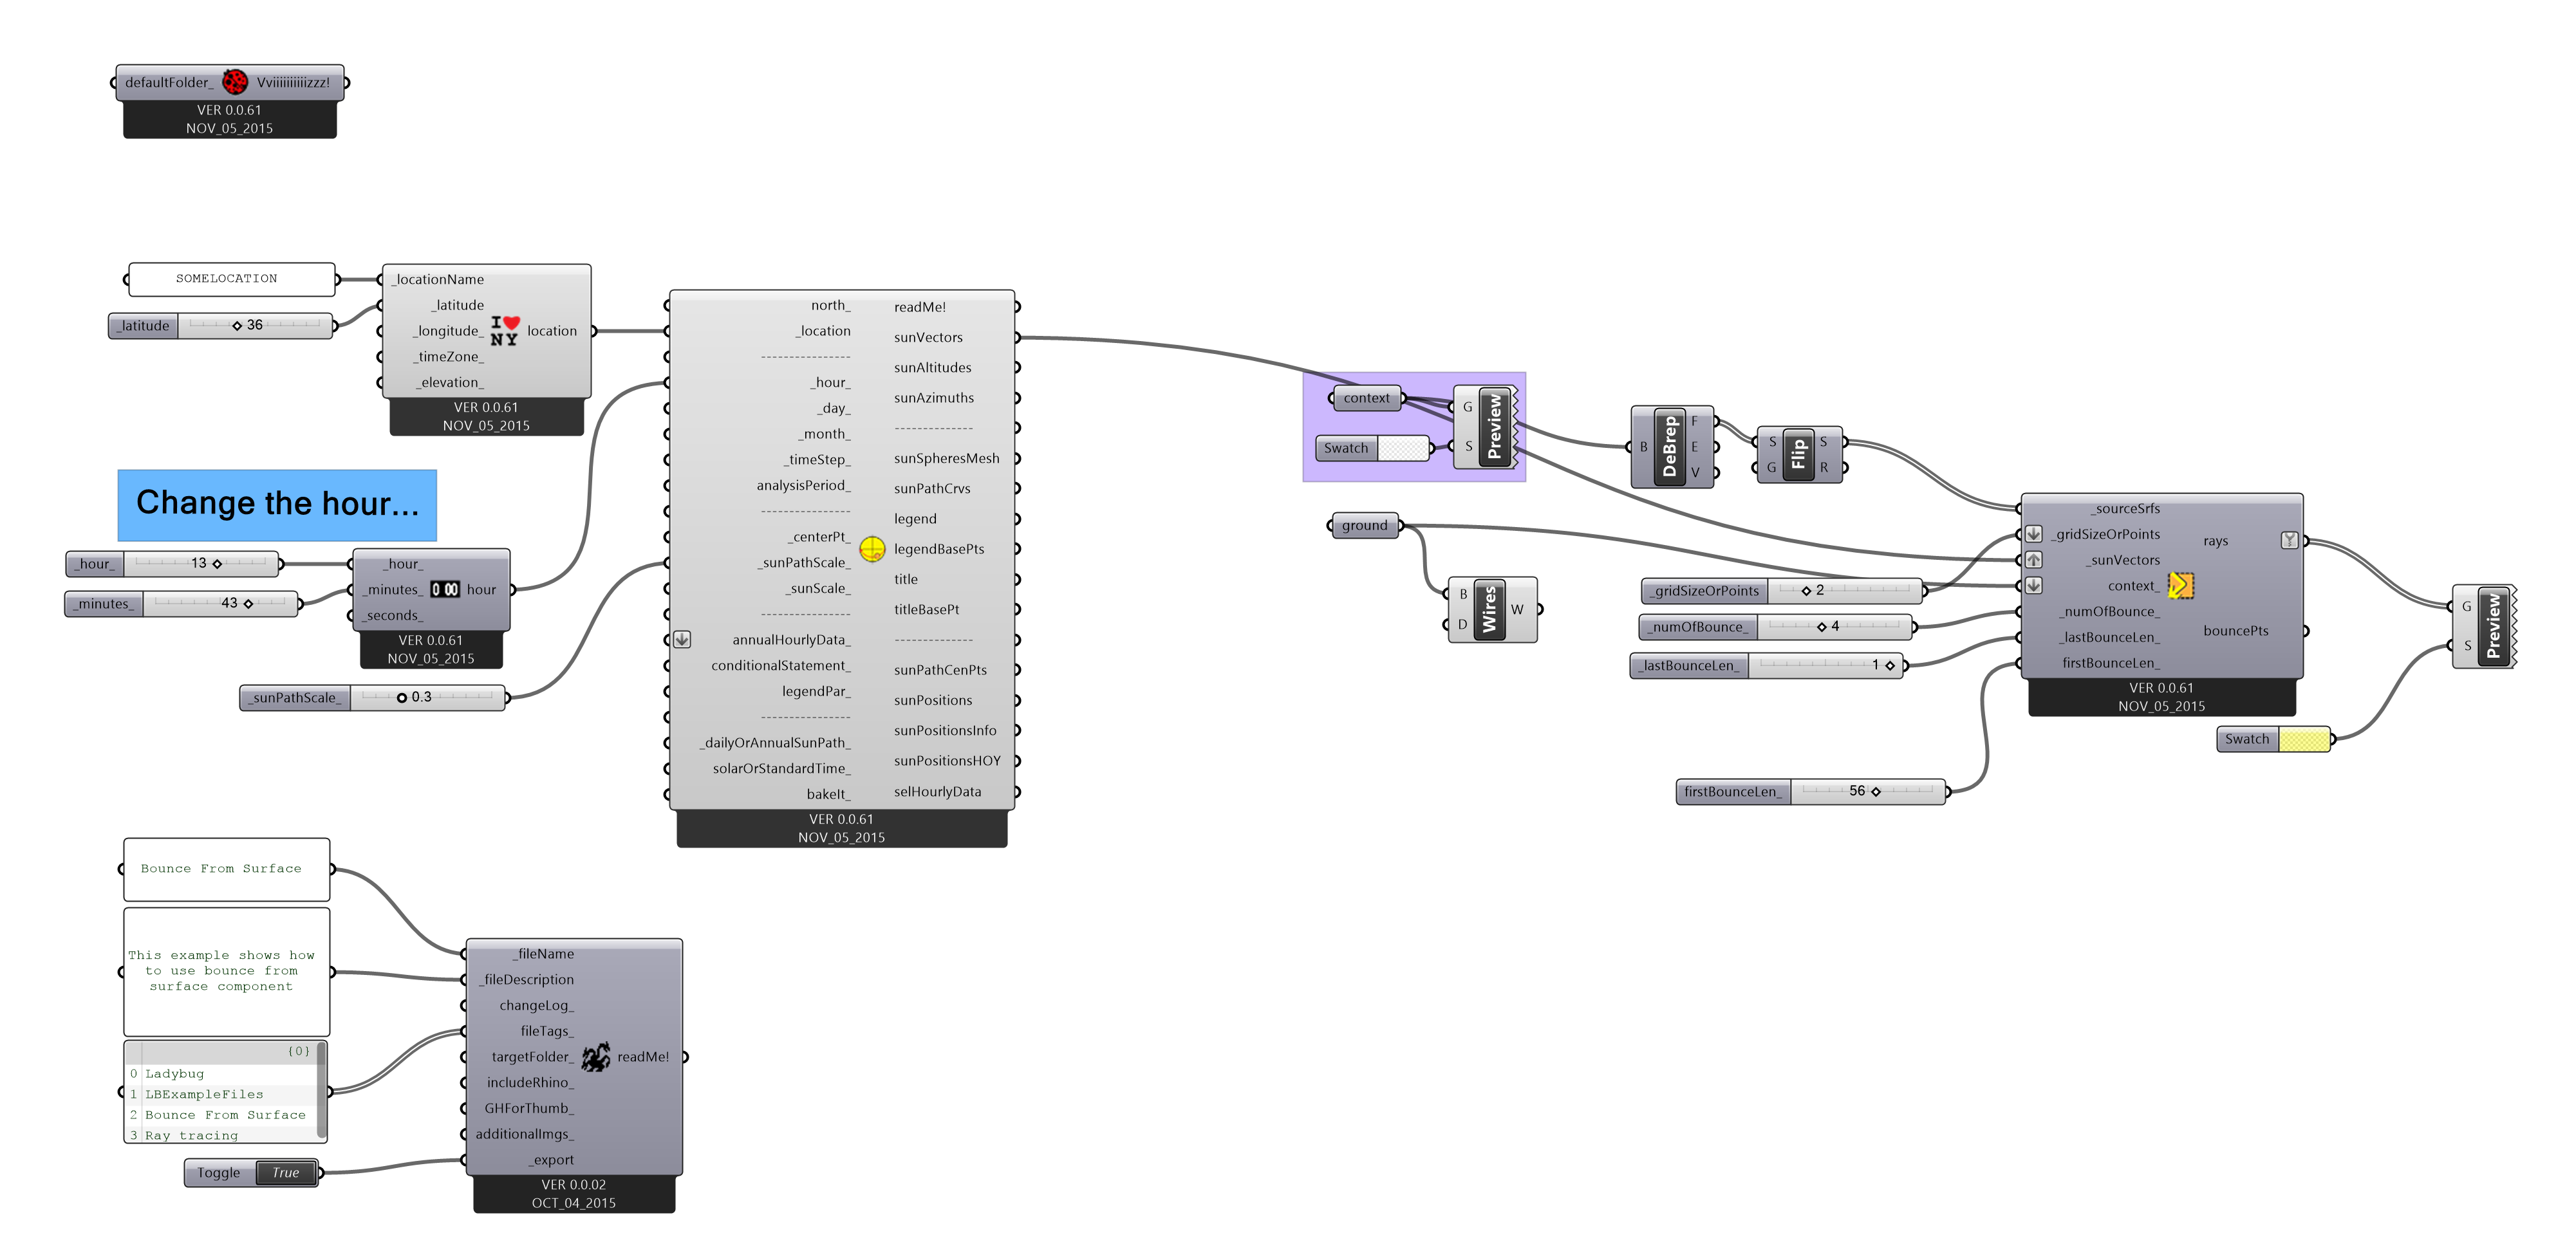 defaultFolder_ Vviiiiiiiiiizzz!
VER 0.0.61
NOV_05_2015
SOMELOCATION
_latitude 36
_locationName
_latitude
_longitude_
_timeZone_
_elevation_
I♥
NY
location
VER 0.0.61
NOV_05_2015
Change the hour...
_hour_ 13
_minutes_ 43
_hour_
_minutes_
_seconds_
0 00
hour
VER 0.0.61
NOV_05_2015
_sunPathScale_ 0.3
north_
_location
----------------
_hour_
_day_
_month_
_timeStep_
analysisPeriod_
----------------
_centerPt_
_sunPathScale_
_sunScale_
----------------
annualHourlyData_
conditionalStatement_
legendPar_
----------------
_dailyOrAnnualSunPath_
solarOrStandardTime_
bakeIt_
readMe!
sunVectors
sunAltitudes
sunAzimuths
--------------
sunSpheresMesh
sunPathCrvs
legend
legendBasePts
title
titleBasePt
--------------
sunPathCenPts
sunPositions
sunPositionsInfo
sunPositionsHOY
selHourlyData
VER 0.0.61
NOV_05_2015
context
Swatch
G
S
Preview
ground
B
D
Wires
W
B
DeBrep
F
E
V
S
G
Flip
S
R
_gridSizeOrPoints 2
_numOfBounce_ 4
_lastBounceLen_ 1
firstBounceLen_ 56
_sourceSrfs
_gridSizeOrPoints
_sunVectors
context_
_numOfBounce_
_lastBounceLen_
firstBounceLen_
rays
bouncePts
VER 0.0.61
NOV_05_2015
Swatch
G
S
Preview
Bounce From Surface
This example shows how
to use bounce from
surface component
{0}
0 Ladybug
1 LBExampleFiles
2 Bounce From Surface
3 Ray tracing
Toggle True
_fileName
_fileDescription
changeLog_
fileTags_
targetFolder_
includeRhino_
GHForThumb_
additionalImgs_
_export
readMe!
VER 0.0.02
OCT_04_2015